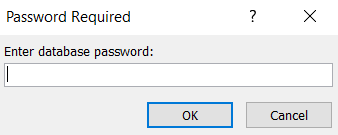 Password Required ?
Enter database password:
OK Cancel